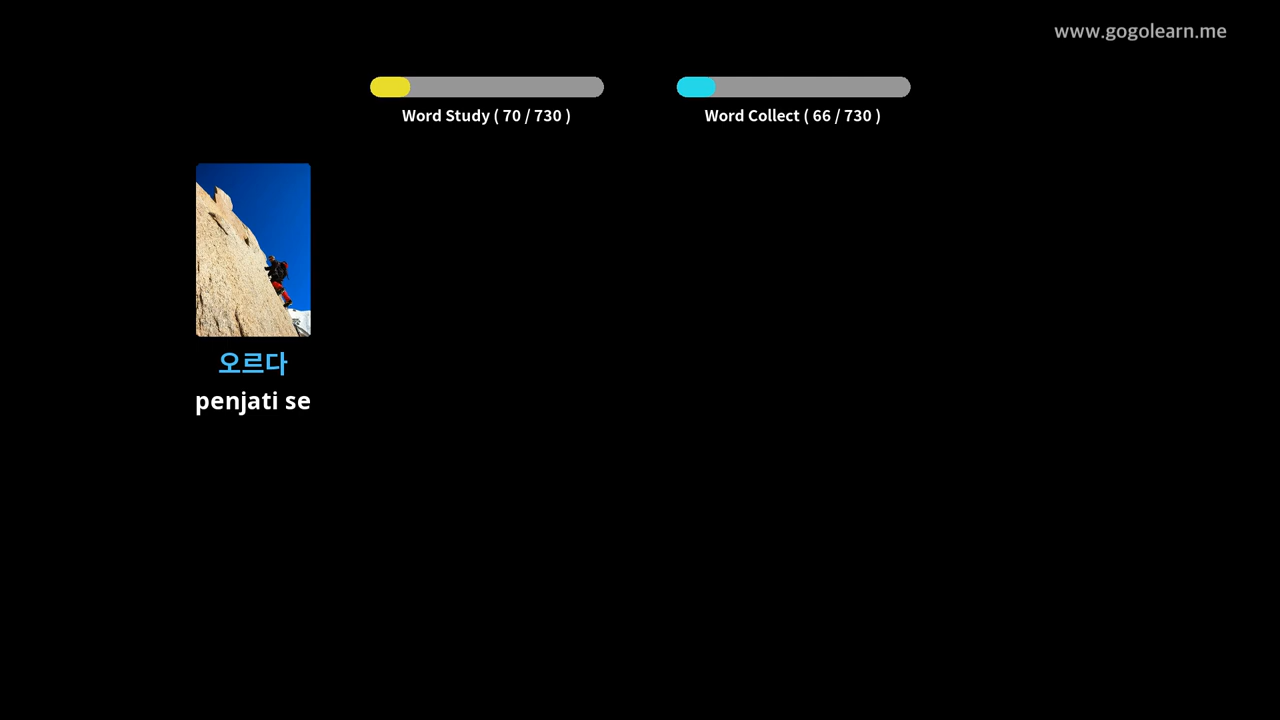 www.gogolearn.me
Word Study ( 70 / 730 )
Word Collect ( 66 / 730 )
오르다
penjati se